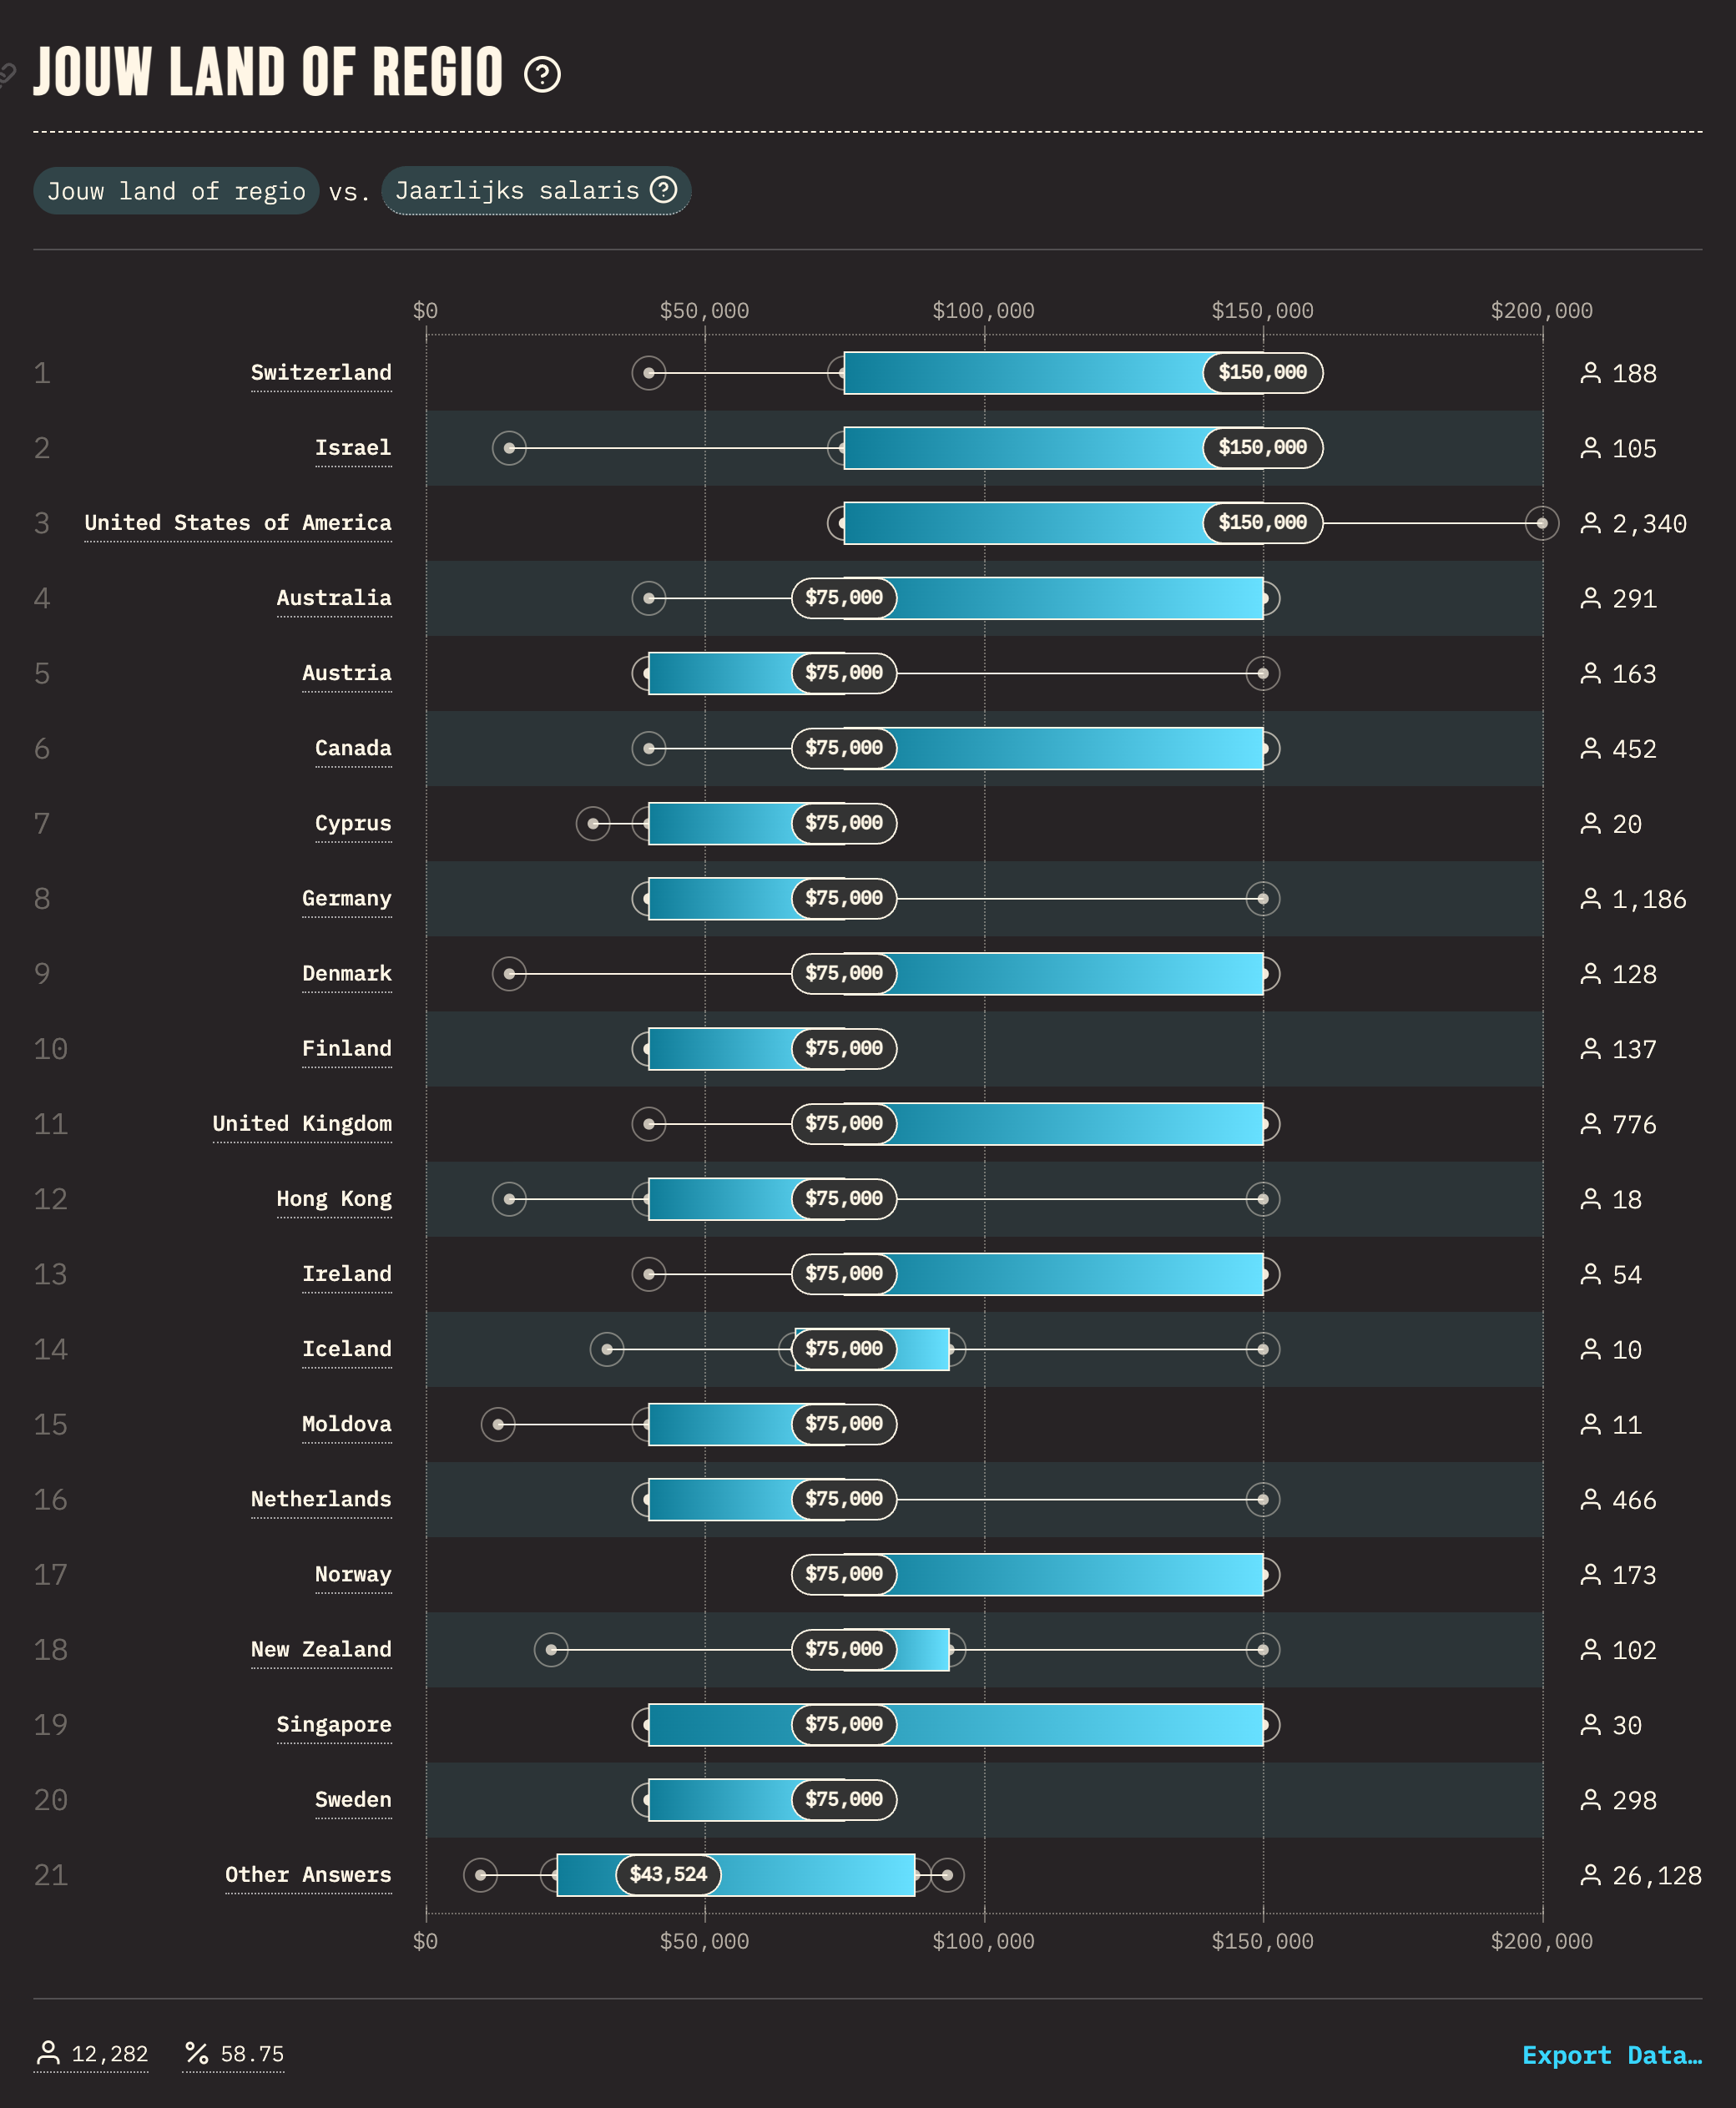 JOUW LAND OF REGIO
Jouw land of regio vs. Jaarlijks salaris
$0 $50,000 $100,000 $150,000 $200,000
1 Switzerland $150,000 188
2 Israel $150,000 105
3 United States of America $150,000 2,340
4 Australia $75,000 291
5 Austria $75,000 163
6 Canada $75,000 452
7 Cyprus $75,000 20
8 Germany $75,000 1,186
9 Denmark $75,000 128
10 Finland $75,000 137
11 United Kingdom $75,000 776
12 Hong Kong $75,000 18
13 Ireland $75,000 54
14 Iceland $75,000 10
15 Moldova $75,000 11
16 Netherlands $75,000 466
17 Norway $75,000 173
18 New Zealand $75,000 102
19 Singapore $75,000 30
20 Sweden $75,000 298
21 Other Answers $43,524 26,128
$0 $50,000 $100,000 $150,000 $200,000
12,282 % 58.75 Export Data…